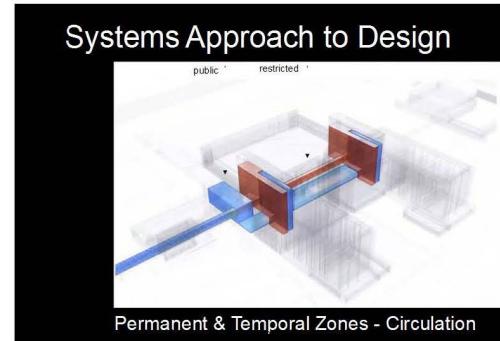 Systems Approach to Design
public restricted
Permanent & Temporal Zones - Circulation